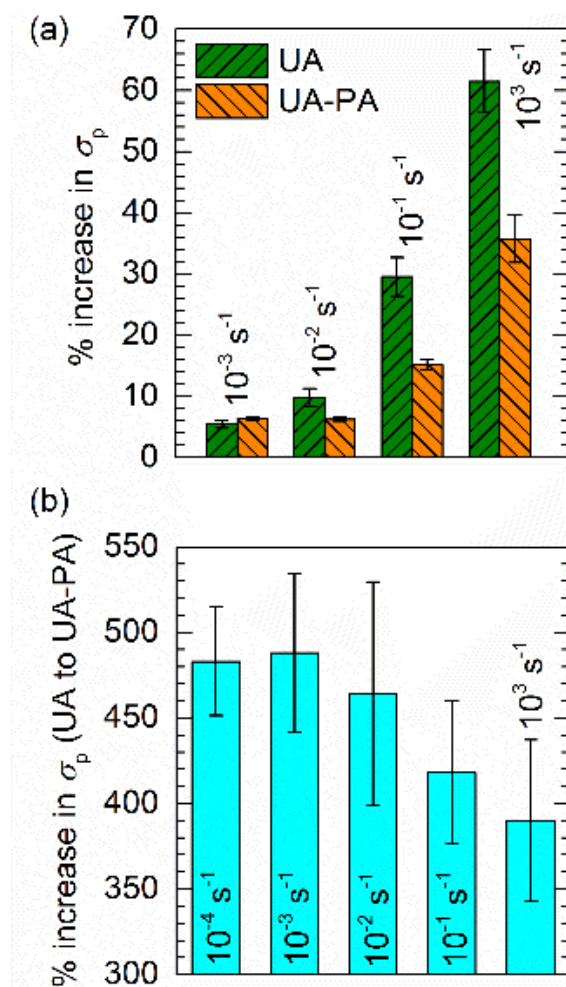 (a)
70
60
50
40
30
20
10
0
% increase in σp
UA
UA-PA
10-3 s-1
10-2 s-1
10-1 s-1
103 s-1
(b)
550
500
450
400
350
300
% increase in σp (UA to UA-PA)
10-4 s-1
10-3 s-1
10-2 s-1
10-1 s-1
103 s-1